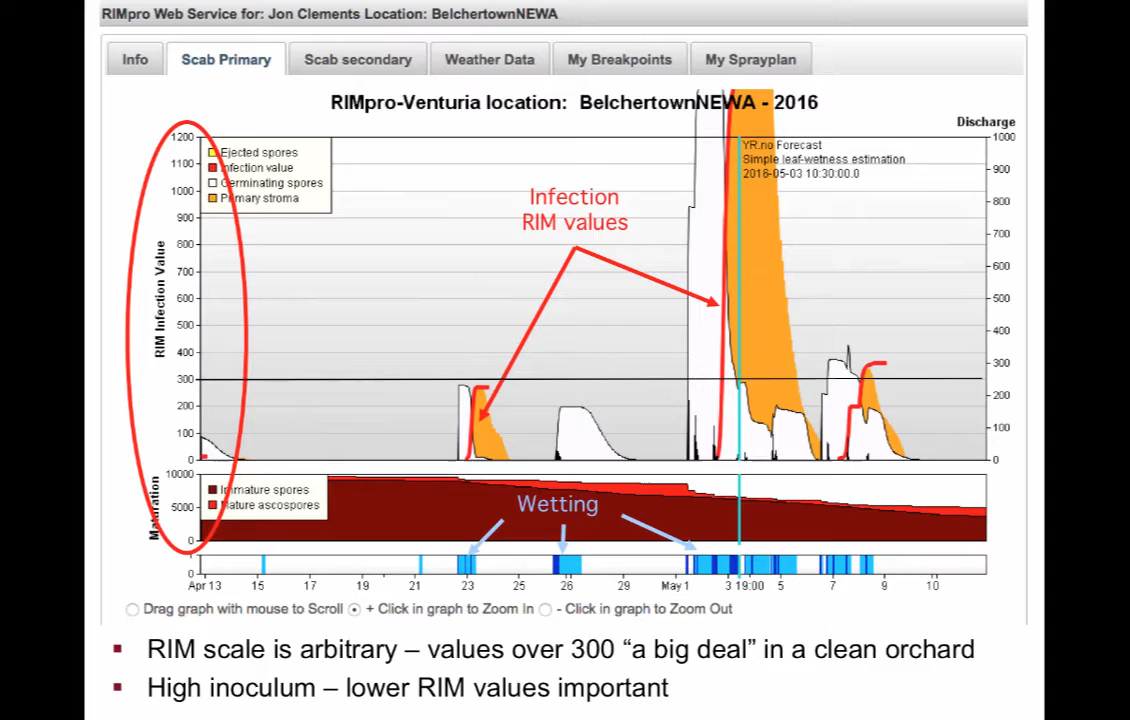 RIMpro Web Service for: Jon Clements Location: BelchertownNEWA
Info Scab Primary Scab secondary Weather Data My Breakpoints My Sprayplan
RIMpro-Venturia location: BelchertownNEWA - 2016
Discharge
1200
1100
1000
900
800
700
600
500
400
300
200
100
0
RIM Infection Value
Ejected spores
Infection value
Germinating spores
Primary stroma
Infection
RIM values
YR.no Forecast
Simple leaf-wetness estimation
2016-05-03 10:30:00.0
1000
900
800
700
600
500
400
300
200
100
0
10000
5000
0
Maturation
Immature spores
Mature ascospores
Wetting
1
0
Apr 13 15 17 19 21 23 25 27 29 May 1 3 19:00 5 7 9 10
Drag graph with mouse to Scroll + Click in graph to Zoom In - Click in graph to Zoom Out
▪ RIM scale is arbitrary – values over 300 “a big deal” in a clean orchard
▪ High inoculum – lower RIM values important